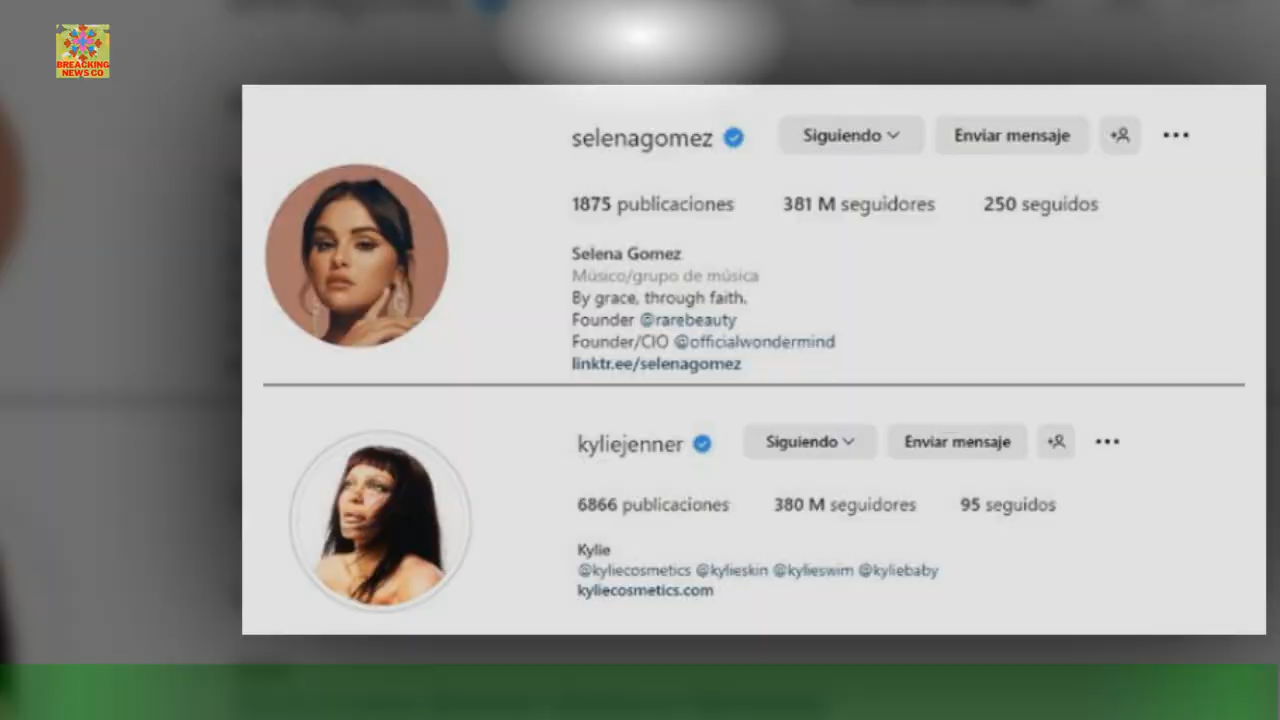 BREACKING
NEWS CO
selenagomez Siguiendo Enviar mensaje
1875 publicaciones 381 M seguidores 250 seguidos
Selena Gomez
Músico/grupo de música
By grace, through faith.
Founder @rarebeauty
Founder/CIO @officialwondermind
linktr.ee/selenagomez
kyliejenner Siguiendo Enviar mensaje
6866 publicaciones 380 M seguidores 95 seguidos
Kylie
@kyliecosmetics @kylieskin @kylieswim @kyliebaby
kyliecosmetics.com